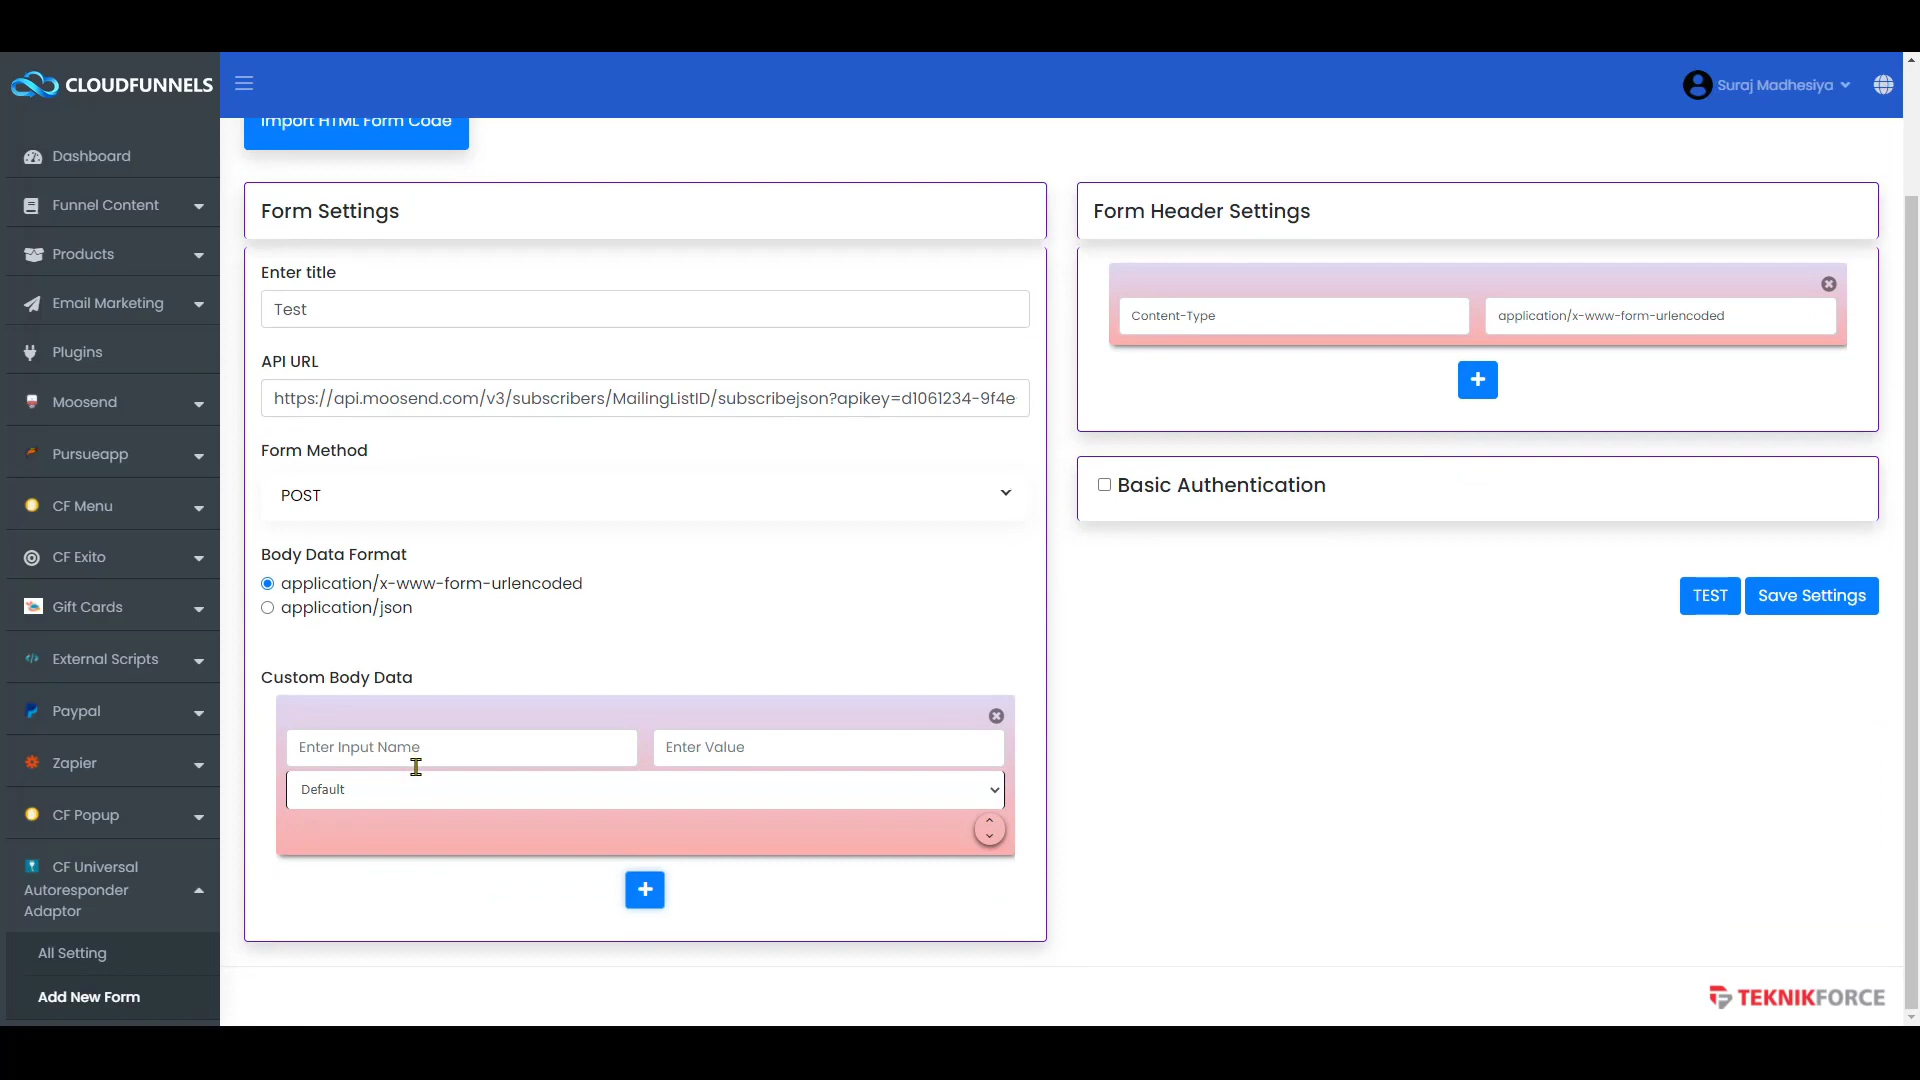 CLOUDFUNNELS
Suraj Madhesiya
Dashboard
Funnel Content
Products
Email Marketing
Plugins
Moosend
Pursueapp
CF Menu
CF Exito
Gift Cards
External Scripts
Paypal
Zapier
CF Popup
CF Universal
Autoresponder
Adaptor
All Setting
Add New Form
Import HTML Form Code
Form Settings
Enter title
Test
API URL
https://api.moosend.com/v3/subscribers/MailingListID/subscribejson?apikey=d1061234-9f4e
Form Method
POST
Body Data Format
application/x-www-form-urlencoded
application/json
Custom Body Data
Enter Input Name
Enter Value
Default
Form Header Settings
Content-Type
application/x-www-form-urlencoded
Basic Authentication
TEST
Save Settings
TEKNIKFORCE